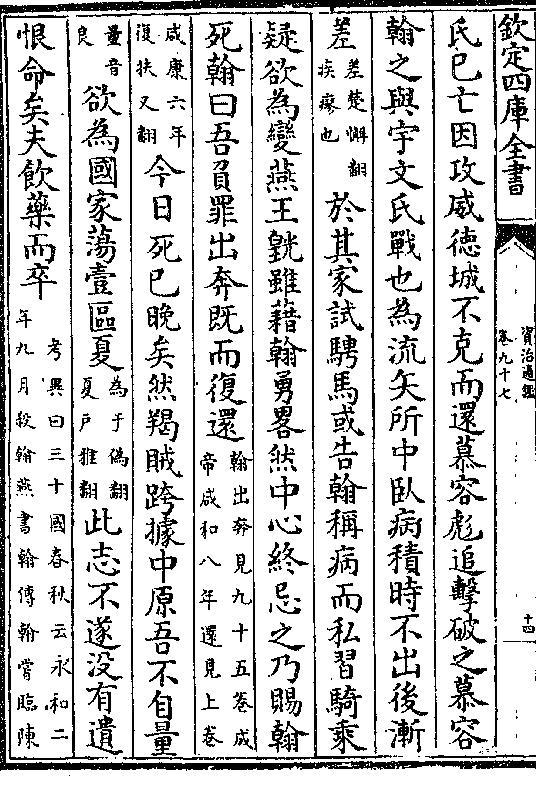 欽定四庫全書
資治通鑑
卷九十七
十四
氏已亡因攻威德城不克而還慕容彪追擊破之慕容
翰之與宇文氏戰也為流矢所中臥病積時不出後漸
差差楚懈翻疾瘳也於其家試騁馬或告翰稱病而私習騎乘
疑欲為變燕王皝雖藉翰勇畧然中心終忌之乃賜翰
死翰曰吾負罪出奔既而復還翰出奔見九十五卷成帝咸和八年還見上卷
咸康六年復扶又翻今日死已晚矣然羯賊跨據中原吾不自量
量音良欲為國家蕩壹區夏為于偽翻夏戶雅翻此志不遂没有遺
恨命矣夫飲藥而卒考異曰三十國春秋云永和二年九月殺翰燕書翰傳翰嘗臨陳